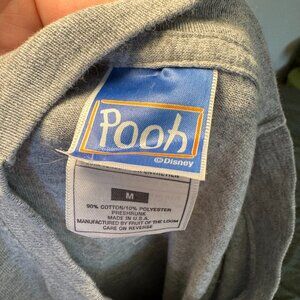 Pooh
©Disney
M
90% COTTON/10% POLYESTER
PRESHRUNK
MADE IN U.S.A.
MANUFACTURED BY FRUIT OF THE LOOM
CARE ON REVERSE